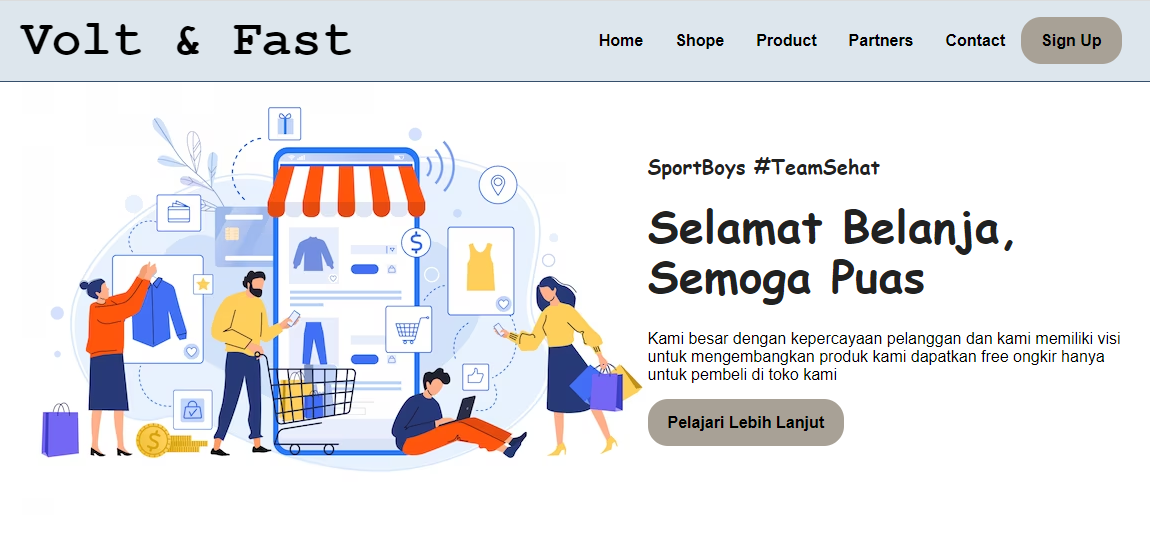 Volt & Fast
Home Shope Product Partners Contact Sign Up
SportBoys #TeamSehat
Selamat Belanja,
Semoga Puas
Kami besar dengan kepercayaan pelanggan dan kami memiliki visi
untuk mengembangkan produk kami dapatkan free ongkir hanya
untuk pembeli di toko kami
Pelajari Lebih Lanjut